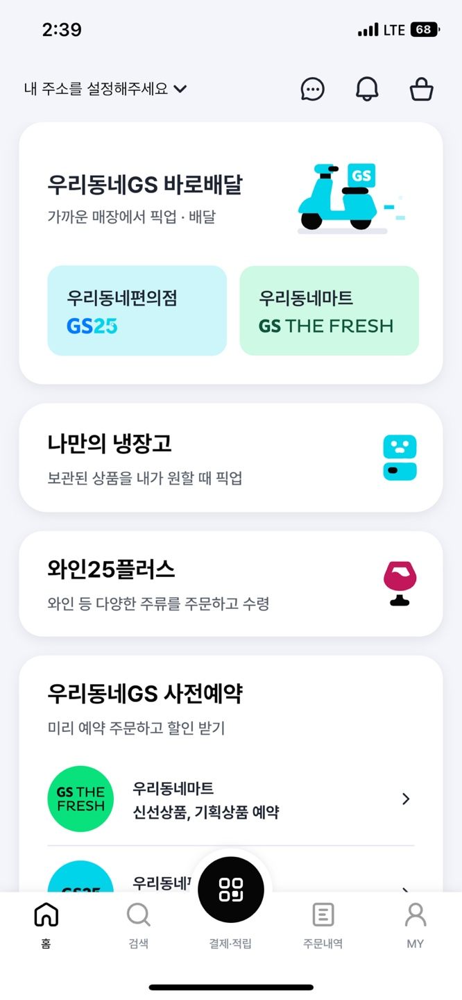 2:39
LTE 68
내 주소를 설정해주세요
우리동네GS 바로배달
가까운 매장에서 픽업 · 배달
GS
우리동네편의점
GS25
우리동네마트
GS THE FRESH
나만의 냉장고
보관된 상품을 내가 원할 때 픽업
와인25플러스
와인 등 다양한 주류를 주문하고 수령
우리동네GS 사전예약
미리 예약 주문하고 할인 받기
GS THE
FRESH
우리동네마트
신선상품, 기획상품 예약
GS25
홈
검색
결제·적립
주문내역
MY